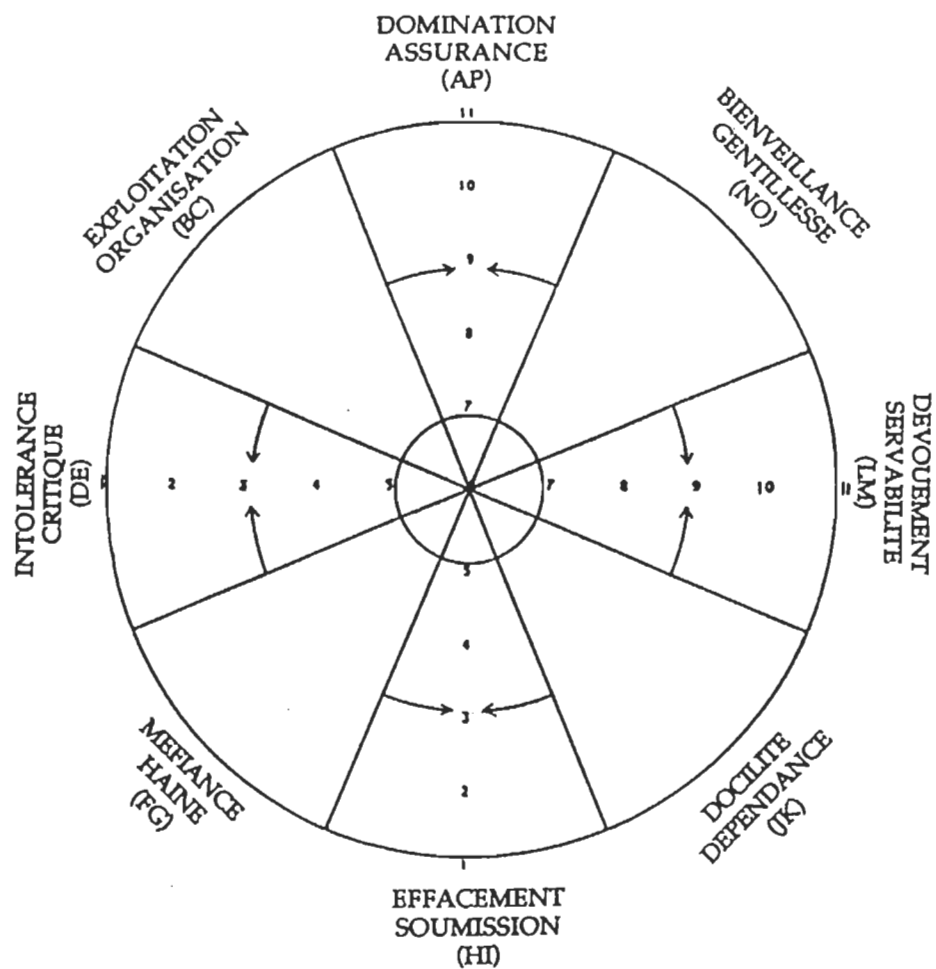 DOMINATION
ASSURANCE
(AP)
BIENVEILLANCE
GENTILLESSE
(NO)
EXPLOITATION
ORGANISATION
(BC)
11
10
9
8
7
INTOLERANCE
CRITIQUE
(DE)
2
3
4
5
7
8
9
10
11
DEVOUEMENT
SERVABILITE
(LM)
5
4
3
2
1
MEFIANCE
HAINE
(FG)
DOCILITE
DEPENDANCE
(JK)
EFFACEMENT
SOUMISSION
(HI)